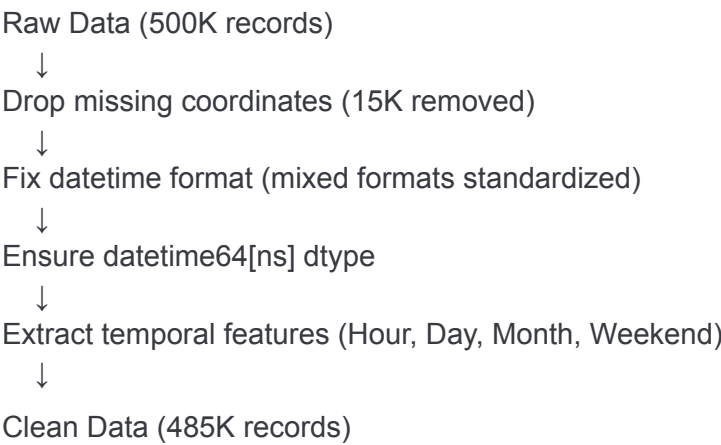 Raw Data (500K records)
↓
Drop missing coordinates (15K removed)
↓
Fix datetime format (mixed formats standardized)
↓
Ensure datetime64[ns] dtype
↓
Extract temporal features (Hour, Day, Month, Weekend)
↓
Clean Data (485K records)